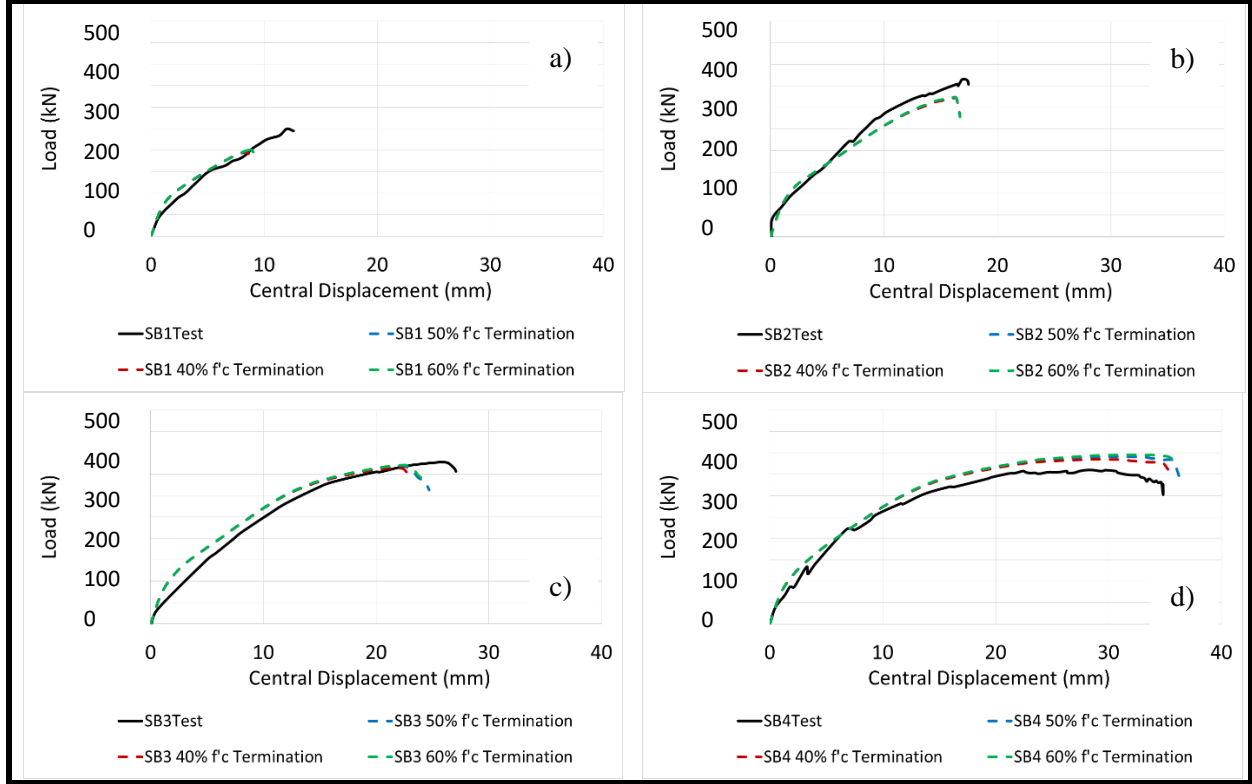 a)
500
400
300
200
100
0
Load (kN)
0 10 20 30 40
Central Displacement (mm)
SB1Test
SB1 50% f'c Termination
SB1 40% f'c Termination
SB1 60% f'c Termination
b)
500
400
300
200
100
0
Load (kN)
0 10 20 30 40
Central Displacement (mm)
SB2Test
SB2 50% f'c Termination
SB2 40% f'c Termination
SB2 60% f'c Termination
c)
500
400
300
200
100
0
Load (kN)
0 10 20 30 40
Central Displacement (mm)
SB3Test
SB3 50% f'c Termination
SB3 40% f'c Termination
SB3 60% f'c Termination
d)
500
400
300
200
100
0
Load (kN)
0 10 20 30 40
Central Displacement (mm)
SB4Test
SB4 50% f'c Termination
SB4 40% f'c Termination
SB4 60% f'c Termination